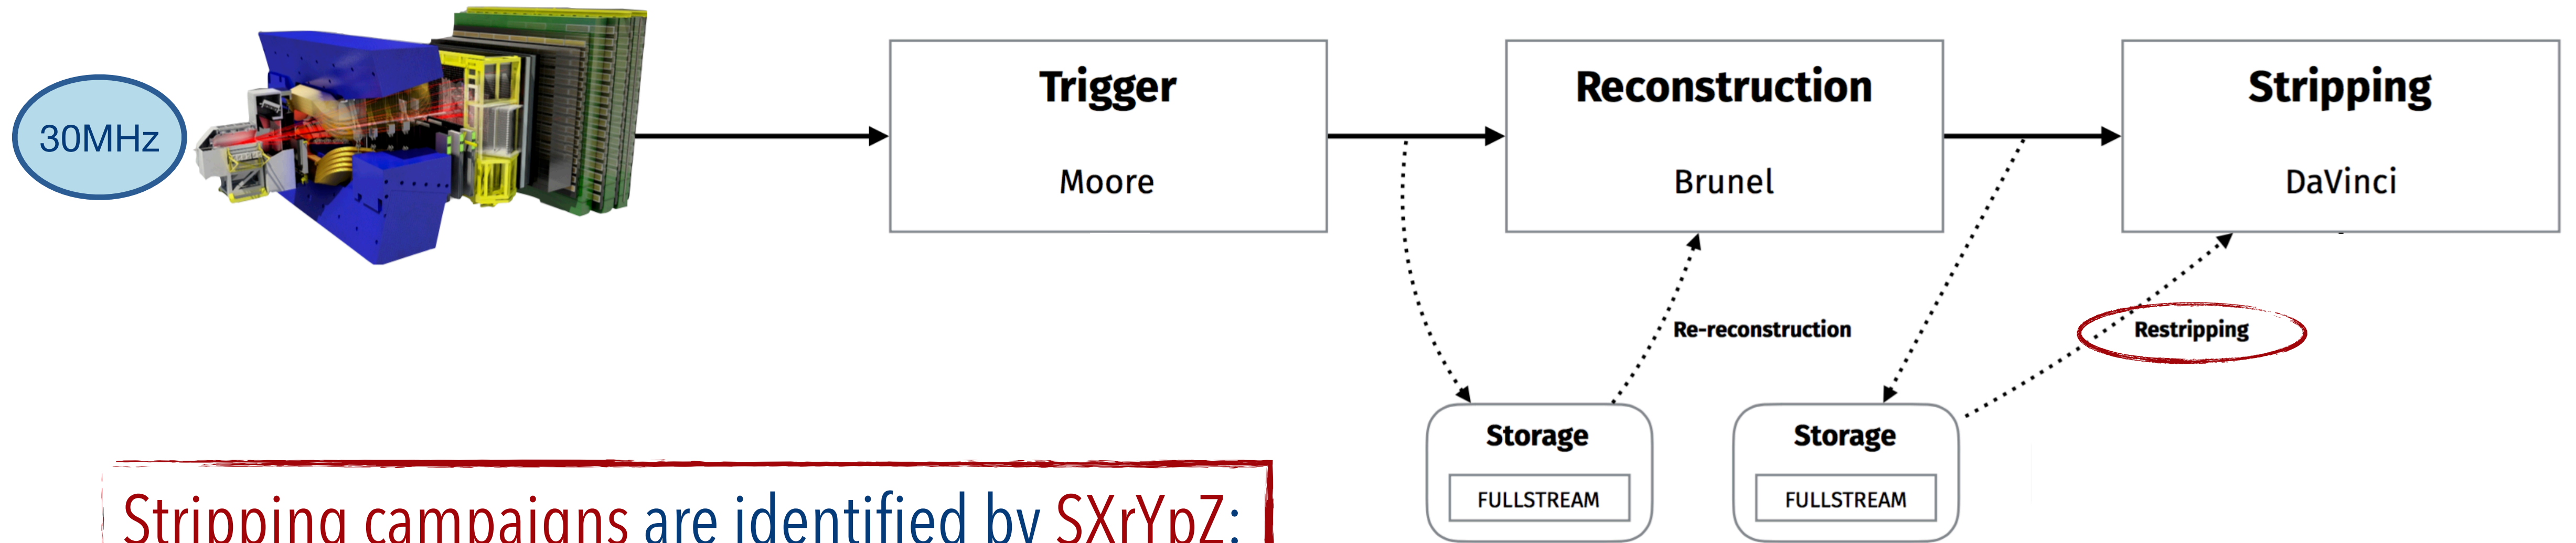 30MHz
Trigger
Moore
Reconstruction
Brunel
Stripping
DaVinci
Re-reconstruction
Restripping
Storage
FULLSTREAM
Storage
FULLSTREAM
Stripping campaigns are identified by SXrYpZ: